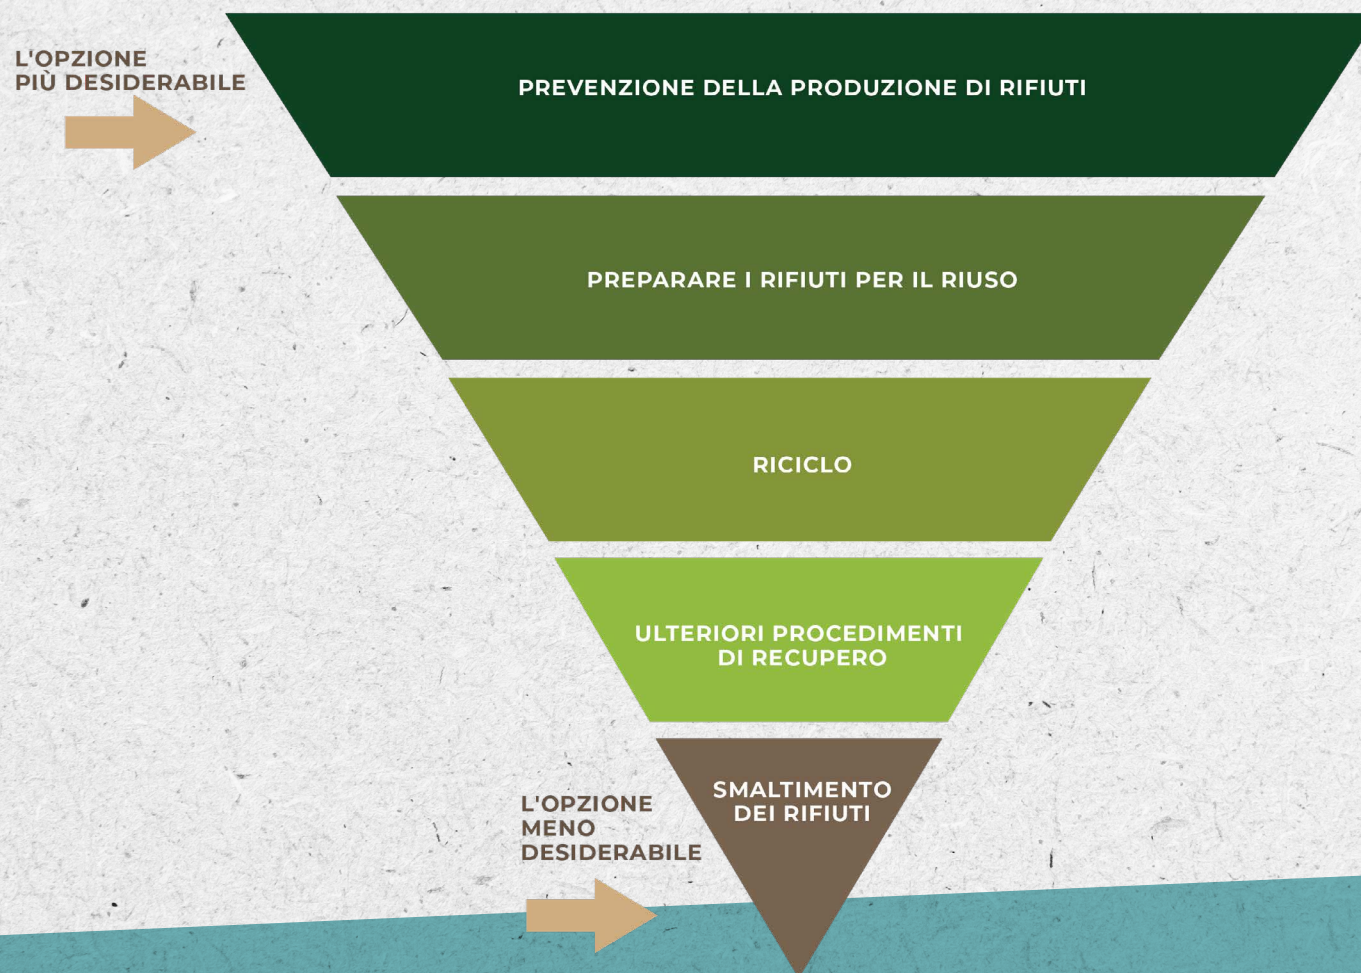 L'OPZIONE
PIÙ DESIDERABILE
PREVENZIONE DELLA PRODUZIONE DI RIFIUTI
PREPARARE I RIFIUTI PER IL RIUSO
RICICLO
ULTERIORI PROCEDIMENTI
DI RECUPERO
SMALTIMENTO
DEI RIFIUTI
L'OPZIONE
MENO
DESIDERABILE